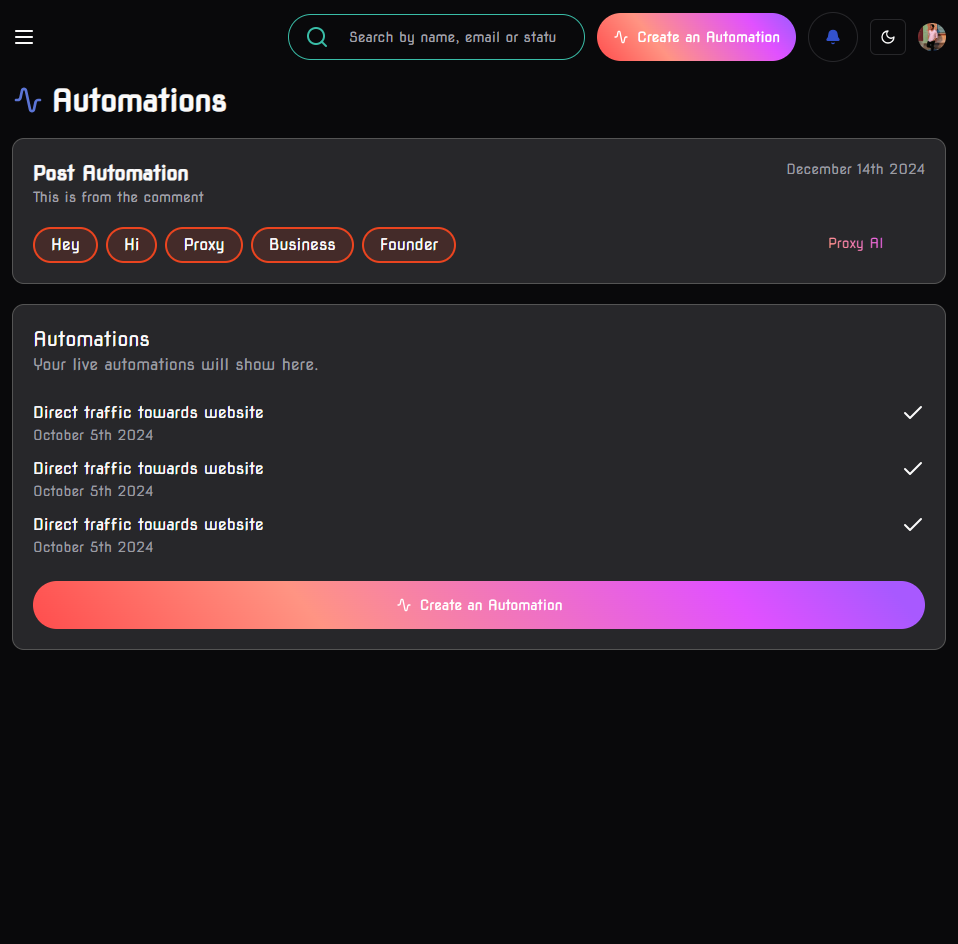 Search by name, email or statu
Create an Automation
Automations
Post Automation
December 14th 2024
This is from the comment
Hey
Hi
Proxy
Business
Founder
Proxy AI
Automations
Your live automations will show here.
Direct traffic towards website
October 5th 2024
Direct traffic towards website
October 5th 2024
Direct traffic towards website
October 5th 2024
Create an Automation